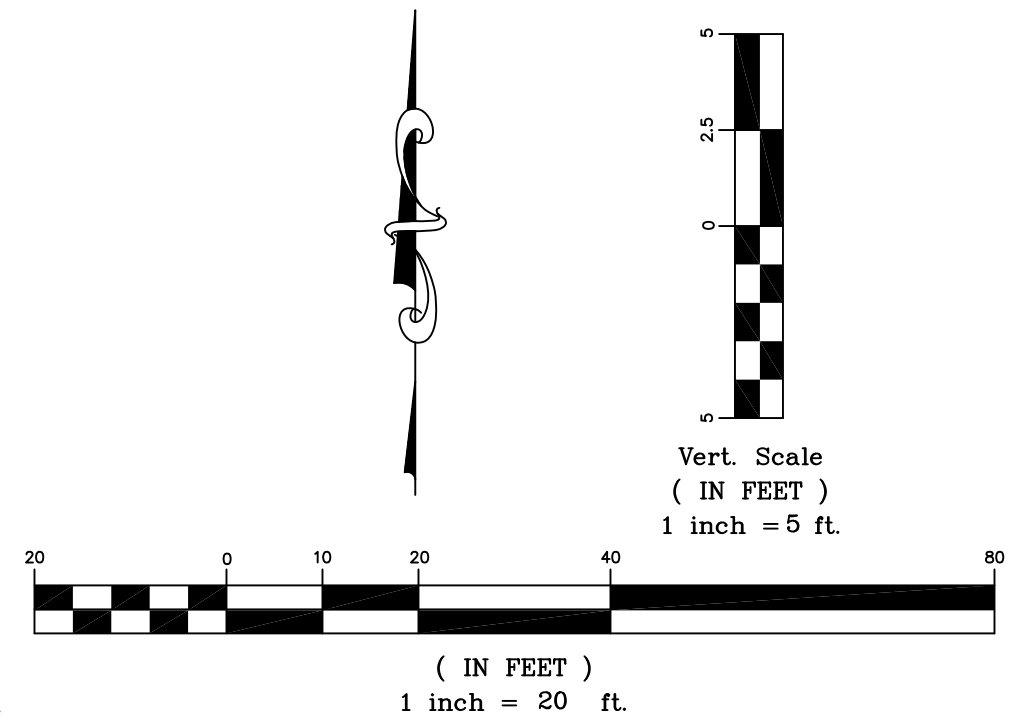 5
2.5
0
5
Vert. Scale
( IN FEET )
1 inch = 5 ft.
20 0 10 20 40 80
( IN FEET )
1 inch = 20 ft.